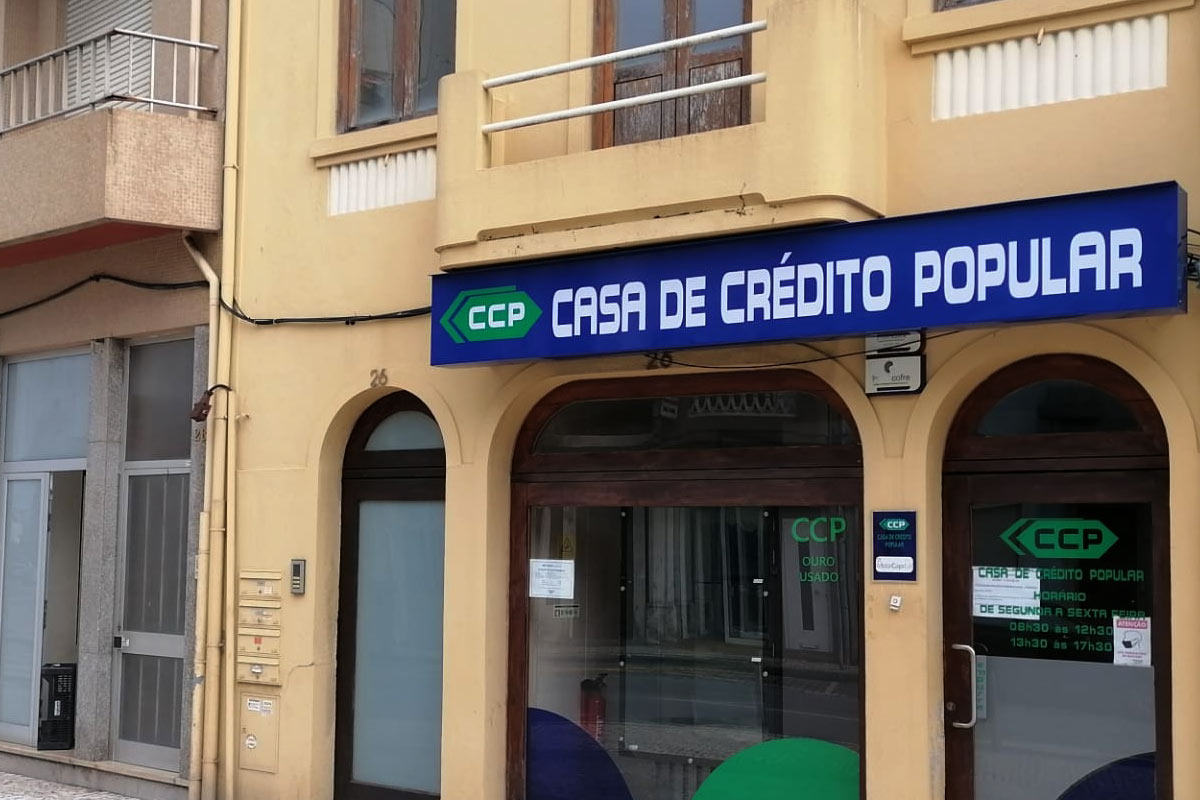 CCP CASA DE CRÉDITO POPULAR
26
26
cofre
CCP
OURO
USADO
CCP
CASA DE CRÉDITO
POPULAR
CCP
CASA DE CRÉDITO POPULAR
HORÁRIO
DE SEGUNDA A SEXTA FEIRA
08h30 às 12h30
13h30 às 17h30
ATENÇÃO